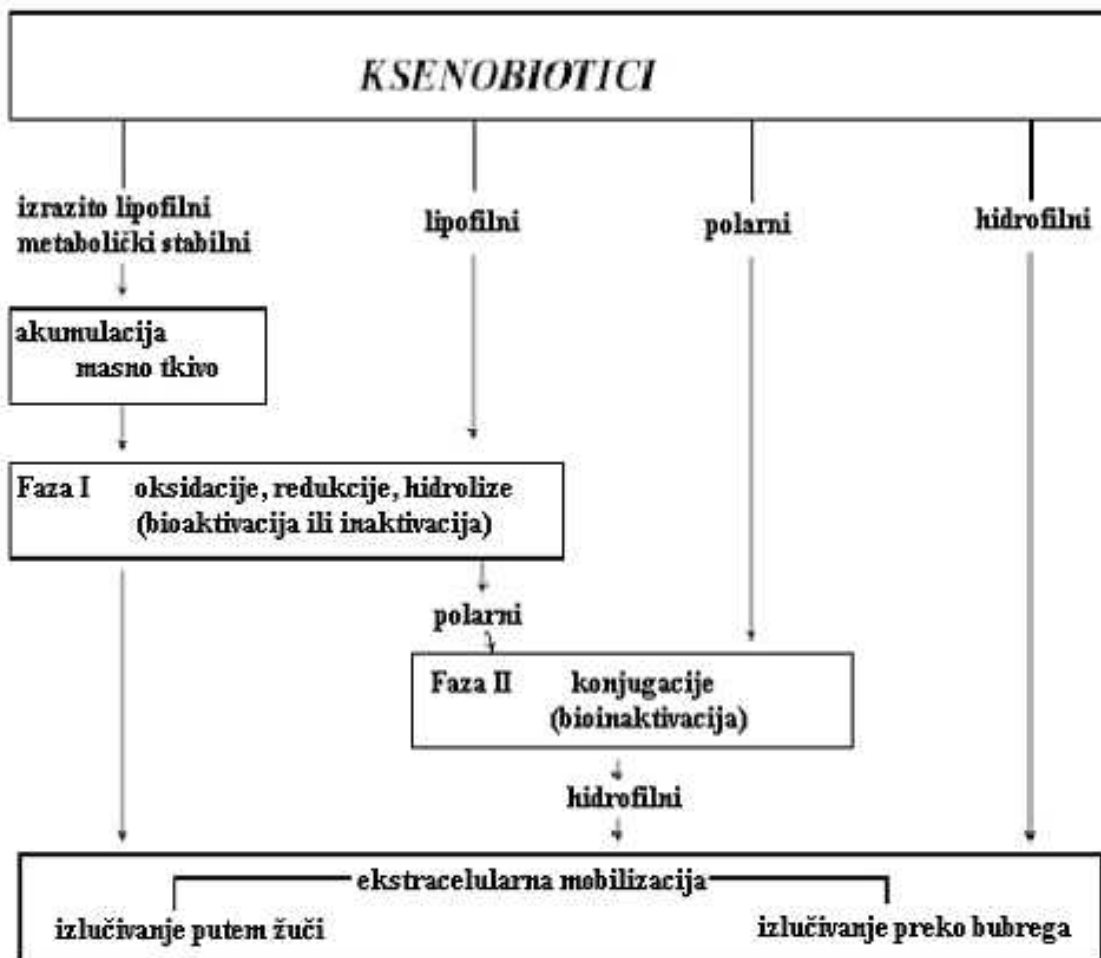 KSENOBIOTICI
izrazito lipofilni
metabolički stabilni
lipofilni
polarni
hidrofilni
akumulacija
masno tkivo
Faza I oksidacije, redukcije, hidrolize
(bioaktivacija ili inaktivacija)
polarni
Faza II konjugacije
(bioinaktivacija)
hidrofilni
ekstracelularna mobilizacija
izlučivanje putem žuči
izlučivanje preko bubrega